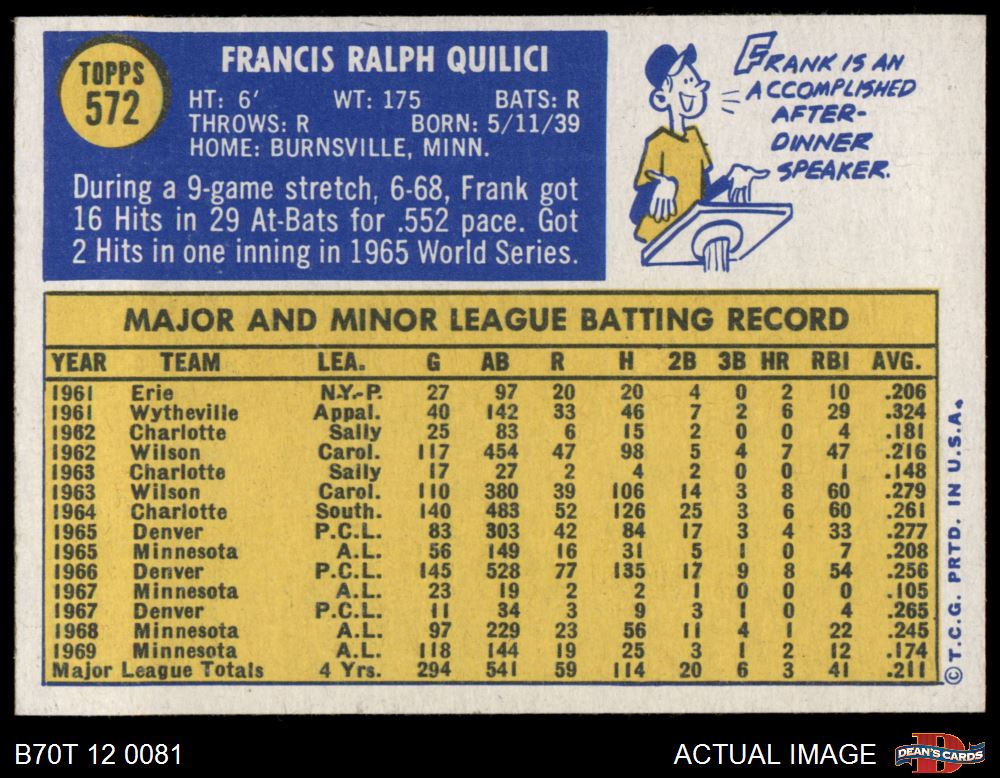 TOPPS
572
FRANCIS RALPH QUILICI
HT: 6' WT: 175 BATS: R
THROWS: R BORN: 5/11/39
HOME: BURNSVILLE, MINN.
During a 9-game stretch, 6-68, Frank got
16 Hits in 29 At-Bats for .552 pace. Got
2 Hits in one inning in 1965 World Series.
FRANK IS AN
ACCOMPLISHED
AFTER-
DINNER
SPEAKER.
MAJOR AND MINOR LEAGUE BATTING RECORD
YEAR TEAM LEA. G AB R H 2B 3B HR RBI AVG.
1961 Erie N.Y.-P. 27 97 20 20 4 0 2 10 .206
1961 Wytheville Appal. 40 142 33 46 7 2 6 29 .324
1962 Charlotte Sally 25 83 6 15 2 0 0 4 .181
1962 Wilson Carol. 117 454 47 98 5 4 7 47 .216
1963 Charlotte Sally 17 27 2 4 2 0 0 1 .148
1963 Wilson Carol. 110 380 39 106 14 3 8 60 .279
1964 Charlotte South. 140 483 52 126 25 3 6 60 .261
1965 Denver P.C.L. 83 303 42 84 17 3 4 33 .277
1965 Minnesota A.L. 56 149 16 31 5 1 0 7 .208
1966 Denver P.C.L. 145 528 77 135 17 9 8 54 .256
1967 Minnesota A.L. 23 19 2 2 1 0 0 0 .105
1967 Denver P.C.L. 11 34 3 9 3 1 0 4 .265
1968 Minnesota A.L. 97 229 23 56 11 4 1 22 .245
1969 Minnesota A.L. 118 144 19 25 3 1 2 12 .174
Major League Totals 4 Yrs. 294 541 59 114 20 6 3 41 .211
© T.C.G. PRTD. IN U.S.A.
B70T 12 0081
ACTUAL IMAGE
DEAN'S CARDS